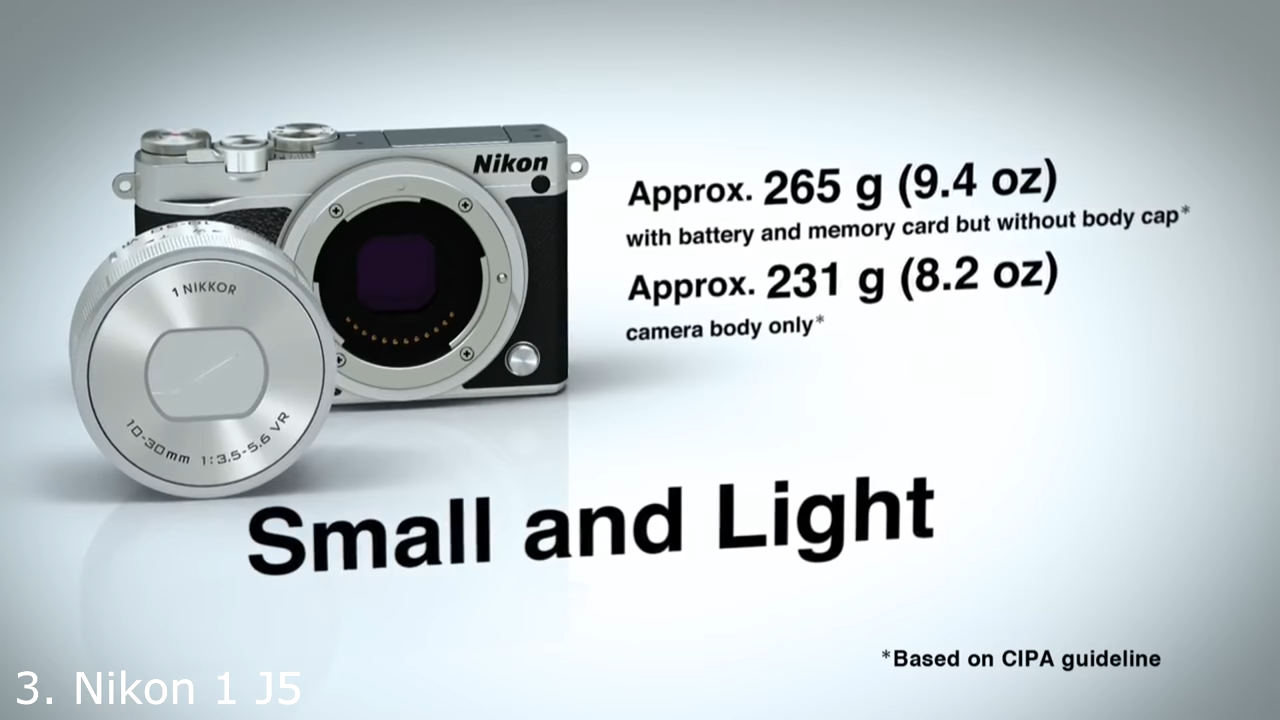 Nikon
Approx. 265 g (9.4 oz)
with battery and memory card but without body cap*
Approx. 231 g (8.2 oz)
camera body only*
1 NIKKOR
10-30mm 1:3.5-5.6 VR
Small and Light
*Based on CIPA guideline
3. Nikon 1 J5